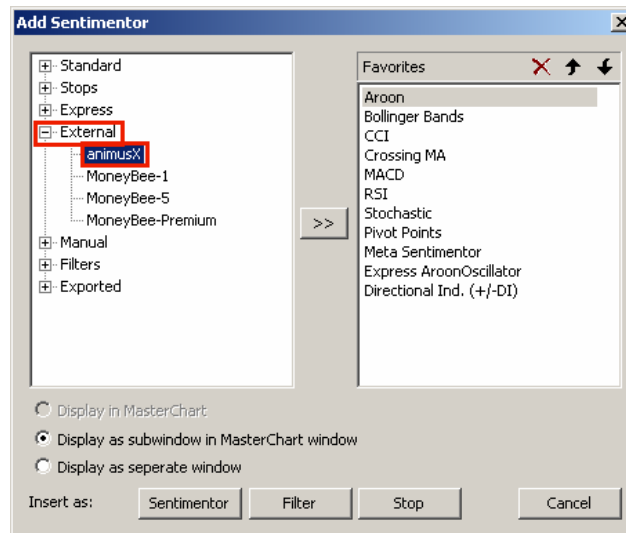 Add Sentimentor
Standard
Stops
Express
External
animusX
MoneyBee-1
MoneyBee-5
MoneyBee-Premium
Manual
Filters
Exported
>>
Favorites
Aroon
Bollinger Bands
CCI
Crossing MA
MACD
RSI
Stochastic
Pivot Points
Meta Sentimentor
Express AroonOscillator
Directional Ind. (+/-DI)
Display in MasterChart
Display as subwindow in MasterChart window
Display as seperate window
Insert as: Sentimentor Filter Stop Cancel